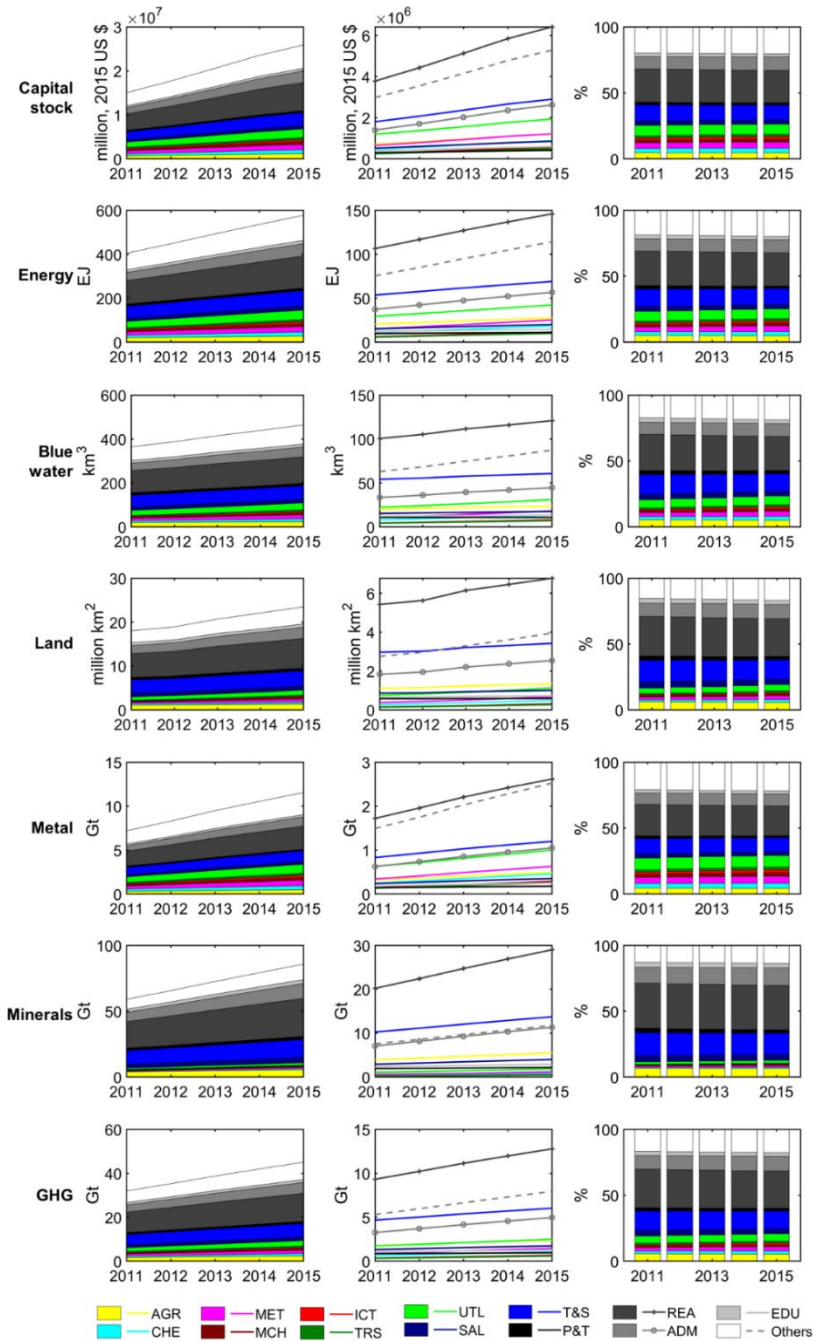 Capital stock
million, 2015 US $
×10⁷
3
2
1
0
2011 2012 2013 2014 2015
million, 2015 US $
×10⁶
6
4
2
0
2011 2012 2013 2014 2015
%
100
50
0
2011 2013 2015
Energy
EJ
600
400
200
0
2011 2012 2013 2014 2015
EJ
150
100
50
0
2011 2012 2013 2014 2015
%
100
50
0
2011 2013 2015
Blue water
km³
600
400
200
0
2011 2012 2013 2014 2015
km³
150
100
50
0
2011 2012 2013 2014 2015
%
100
50
0
2011 2013 2015
Land
million km²
30
20
10
0
2011 2012 2013 2014 2015
million km²
6
4
2
0
2011 2012 2013 2014 2015
%
100
50
0
2011 2013 2015
Metal
Gt
15
10
5
0
2011 2012 2013 2014 2015
Gt
3
2
1
0
2011 2012 2013 2014 2015
%
100
50
0
2011 2013 2015
Minerals
Gt
100
50
0
2011 2012 2013 2014 2015
Gt
30
20
10
0
2011 2012 2013 2014 2015
%
100
50
0
2011 2013 2015
GHG
Gt
60
40
20
0
2011 2012 2013 2014 2015
Gt
15
10
5
0
2011 2012 2013 2014 2015
%
100
50
0
2011 2013 2015
AGR MET ICT UTL T&S REA EDU
CHE MCH TRS SAL P&T ADM Others